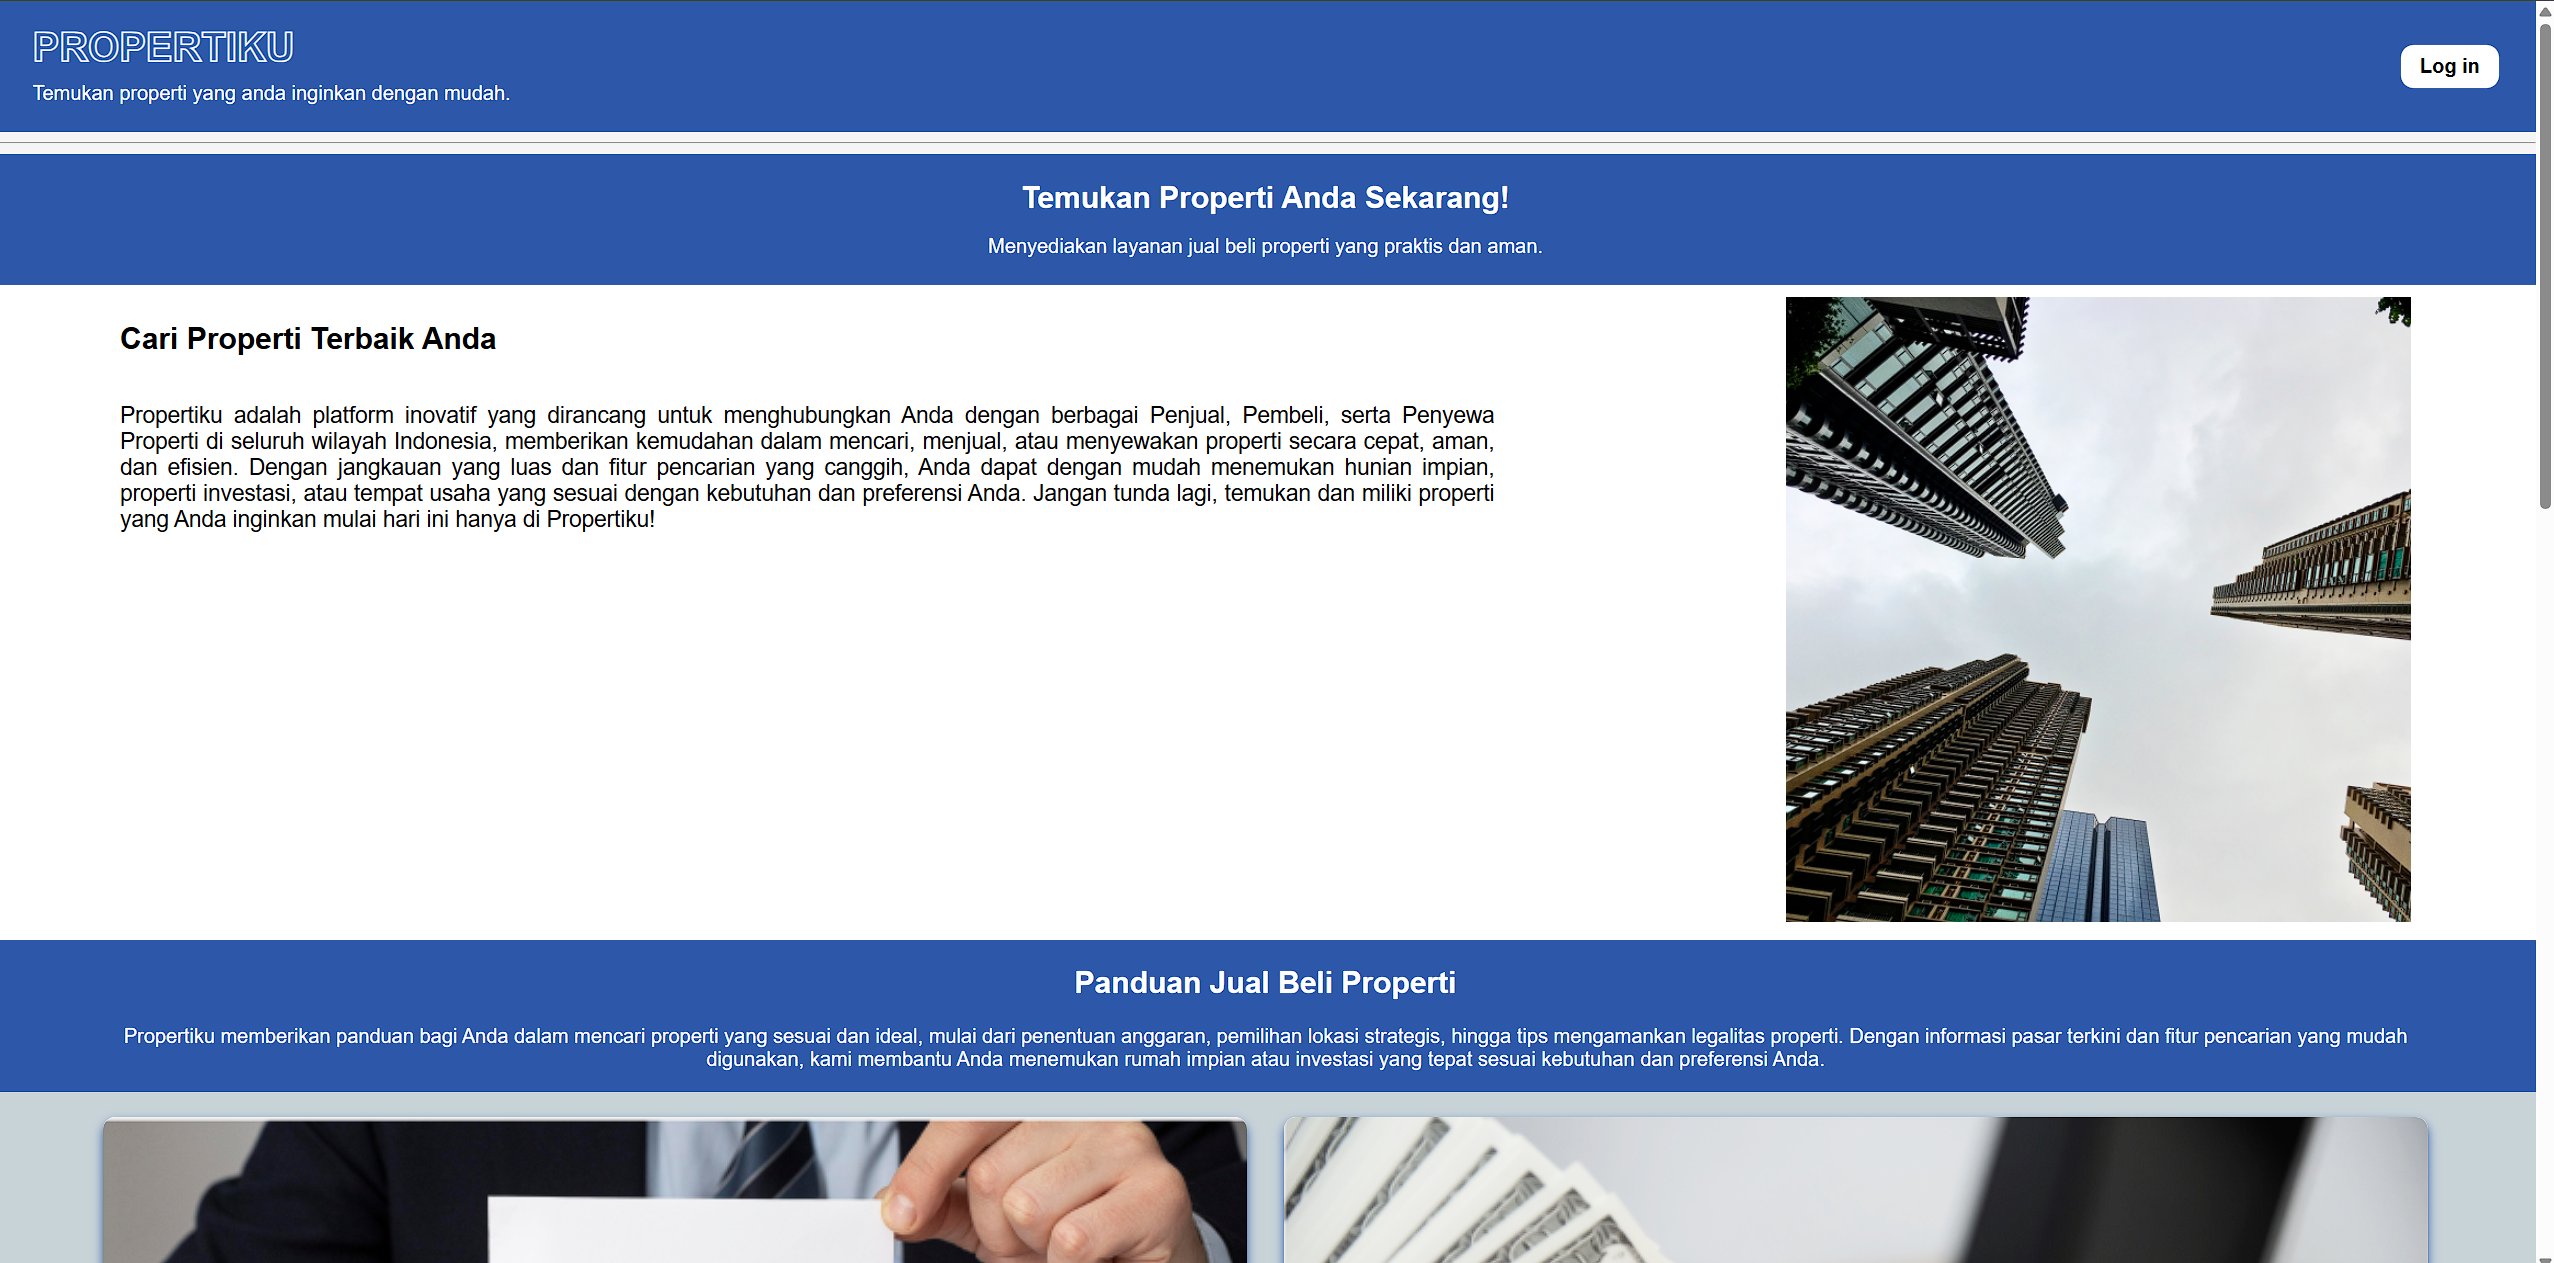 PROPERTIKU
Temukan properti yang anda inginkan dengan mudah.
Log in
Temukan Properti Anda Sekarang!
Menyediakan layanan jual beli properti yang praktis dan aman.
Cari Properti Terbaik Anda
Propertiku adalah platform inovatif yang dirancang untuk menghubungkan Anda dengan berbagai Penjual, Pembeli, serta Penyewa
Properti di seluruh wilayah Indonesia, memberikan kemudahan dalam mencari, menjual, atau menyewakan properti secara cepat, aman,
dan efisien. Dengan jangkauan yang luas dan fitur pencarian yang canggih, Anda dapat dengan mudah menemukan hunian impian,
properti investasi, atau tempat usaha yang sesuai dengan kebutuhan dan preferensi Anda. Jangan tunda lagi, temukan dan miliki properti
yang Anda inginkan mulai hari ini hanya di Propertiku!
Panduan Jual Beli Properti
Propertiku memberikan panduan bagi Anda dalam mencari properti yang sesuai dan ideal, mulai dari penentuan anggaran, pemilihan lokasi strategis, hingga tips mengamankan legalitas properti. Dengan informasi pasar terkini dan fitur pencarian yang mudah
digunakan, kami membantu Anda menemukan rumah impian atau investasi yang tepat sesuai kebutuhan dan preferensi Anda.